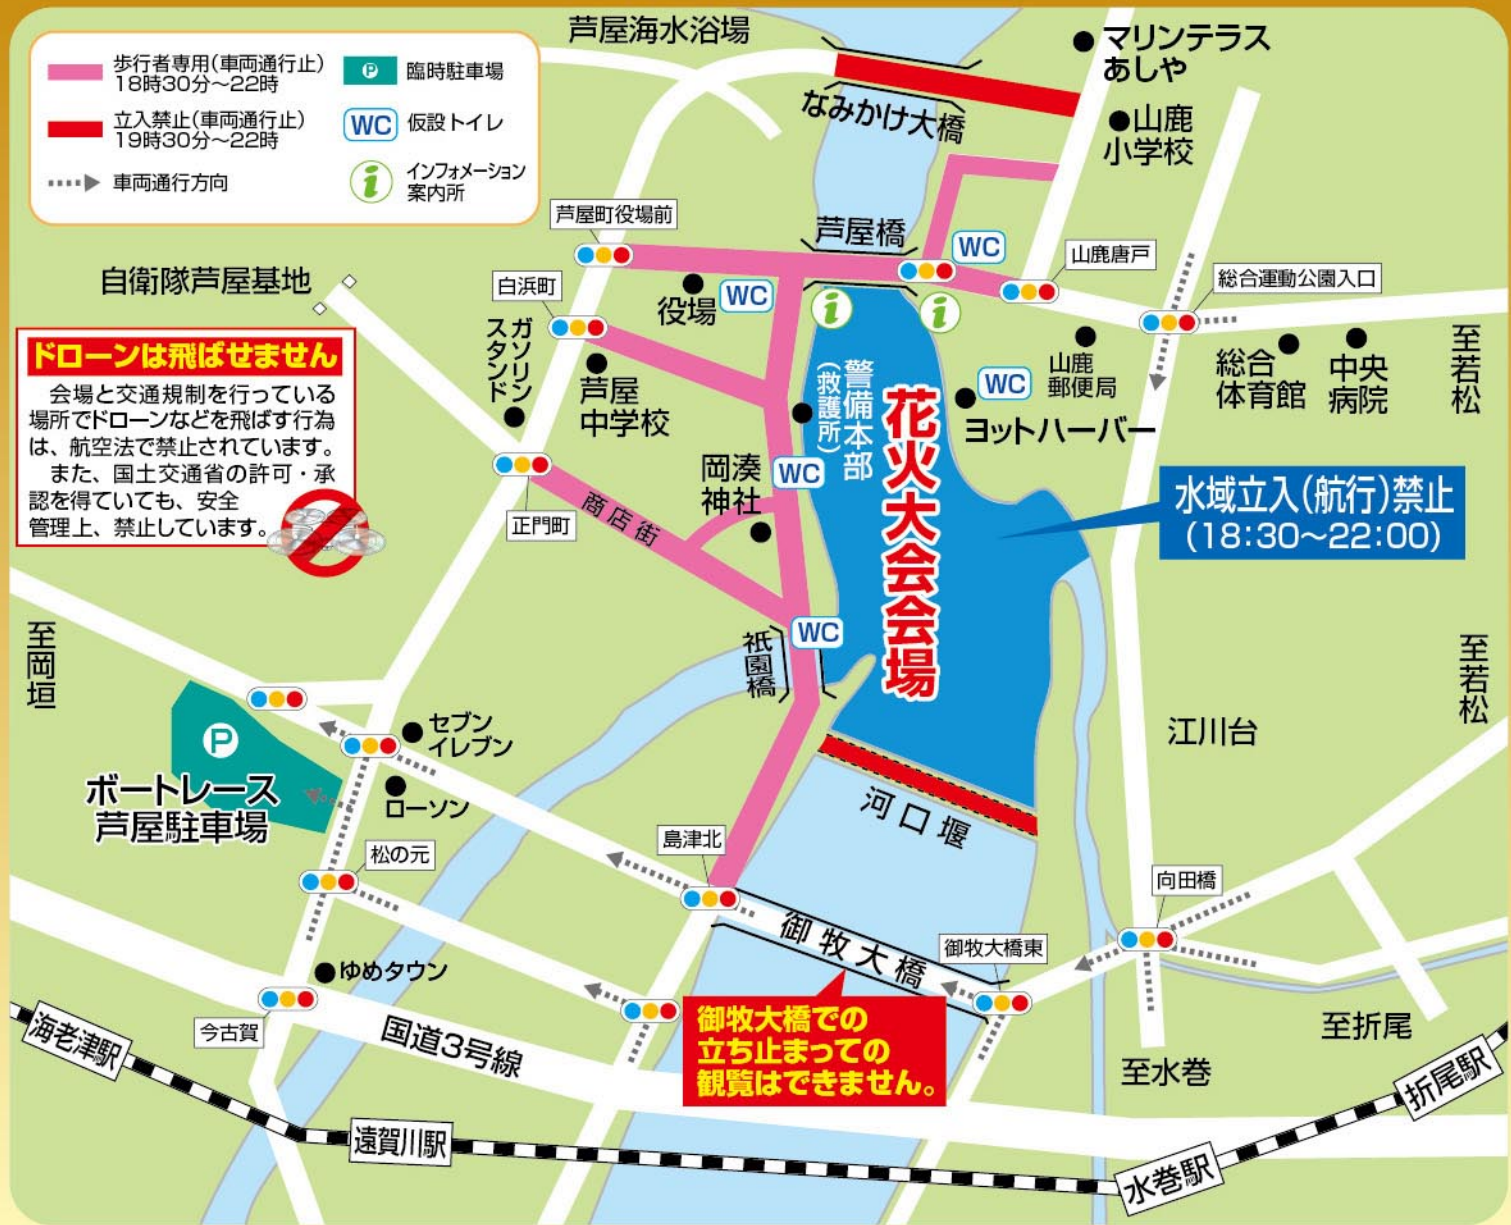 歩行者専用(車両通行止)
18時30分〜22時
P
臨時駐車場
立入禁止(車両通行止)
19時30分〜22時
WC
仮設トイレ
車両通行方向
i
インフォメーション
案内所
芦屋海水浴場
マリンテラス
あしや
なみかけ大橋
●山鹿
小学校
芦屋町役場前
芦屋橋
WC
山鹿唐戸
総合運動公園入口
自衛隊芦屋基地
白浜町
役場
WC
i
i
ガソリン
スタンド
芦屋
中学校
警備本部
(救護所)
花火大会会場
WC
ヨットハーバー
山鹿
郵便局
総合
体育館
中央
病院
至若松
ドローンは飛ばせません
会場と交通規制を行っている
場所でドローンなどを飛ばす行為
は、航空法で禁止されています。
また、国土交通省の許可・承
認を得ていても、安全
管理上、禁止しています。
岡湊
神社
WC
水域立入(航行)禁止
(18:30〜22:00)
正門町
商店街
WC
祇園橋
至岡垣
至若松
江川台
P
ボートレース
芦屋駐車場
セブン
イレブン
ローソン
河口堰
島津北
松の元
向田橋
御牧大橋
御牧大橋東
ゆめタウン
今古賀
国道3号線
御牧大橋での
立ち止まっての
観覧はできません。
至折尾
至水巻
海老津駅
遠賀川駅
水巻駅
折尾駅